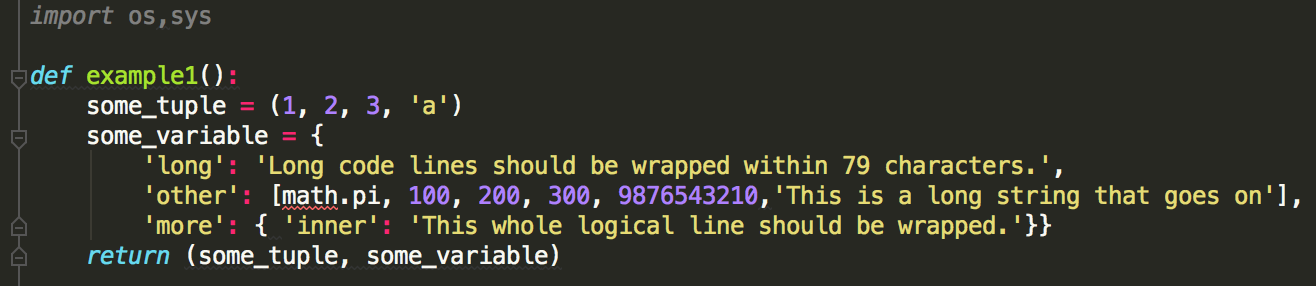 import os,sys

def example1():
    some_tuple = (1, 2, 3, 'a')
    some_variable = {
        'long': 'Long code lines should be wrapped within 79 characters.',
        'other': [math.pi, 100, 200, 300, 9876543210,'This is a long string that goes on'],
        'more': { 'inner': 'This whole logical line should be wrapped.'}}
    return (some_tuple, some_variable)